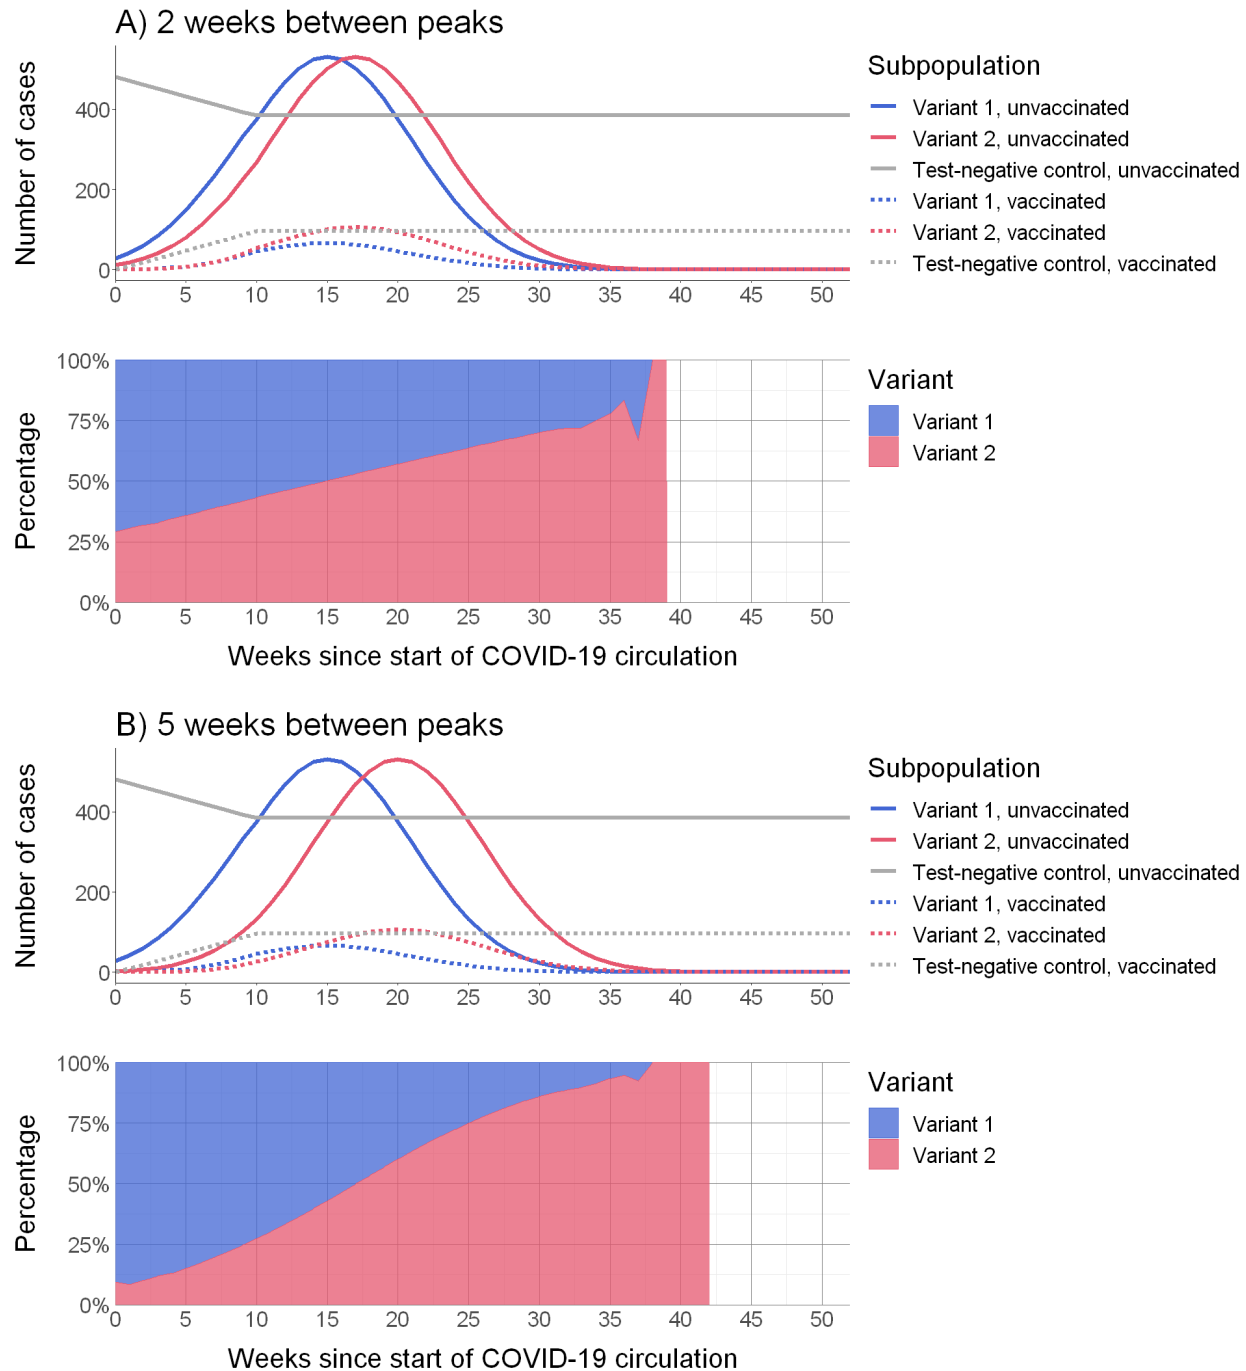 A) 2 weeks between peaks
Number of cases
400
200
0
0 5 10 15 20 25 30 35 40 45 50
Subpopulation
Variant 1, unvaccinated
Variant 2, unvaccinated
Test-negative control, unvaccinated
Variant 1, vaccinated
Variant 2, vaccinated
Test-negative control, vaccinated
Percentage
100%
75%
50%
25%
0%
0 5 10 15 20 25 30 35 40 45 50
Weeks since start of COVID-19 circulation
Variant
Variant 1
Variant 2
B) 5 weeks between peaks
Number of cases
400
200
0
0 5 10 15 20 25 30 35 40 45 50
Subpopulation
Variant 1, unvaccinated
Variant 2, unvaccinated
Test-negative control, unvaccinated
Variant 1, vaccinated
Variant 2, vaccinated
Test-negative control, vaccinated
Percentage
100%
75%
50%
25%
0%
0 5 10 15 20 25 30 35 40 45 50
Weeks since start of COVID-19 circulation
Variant
Variant 1
Variant 2